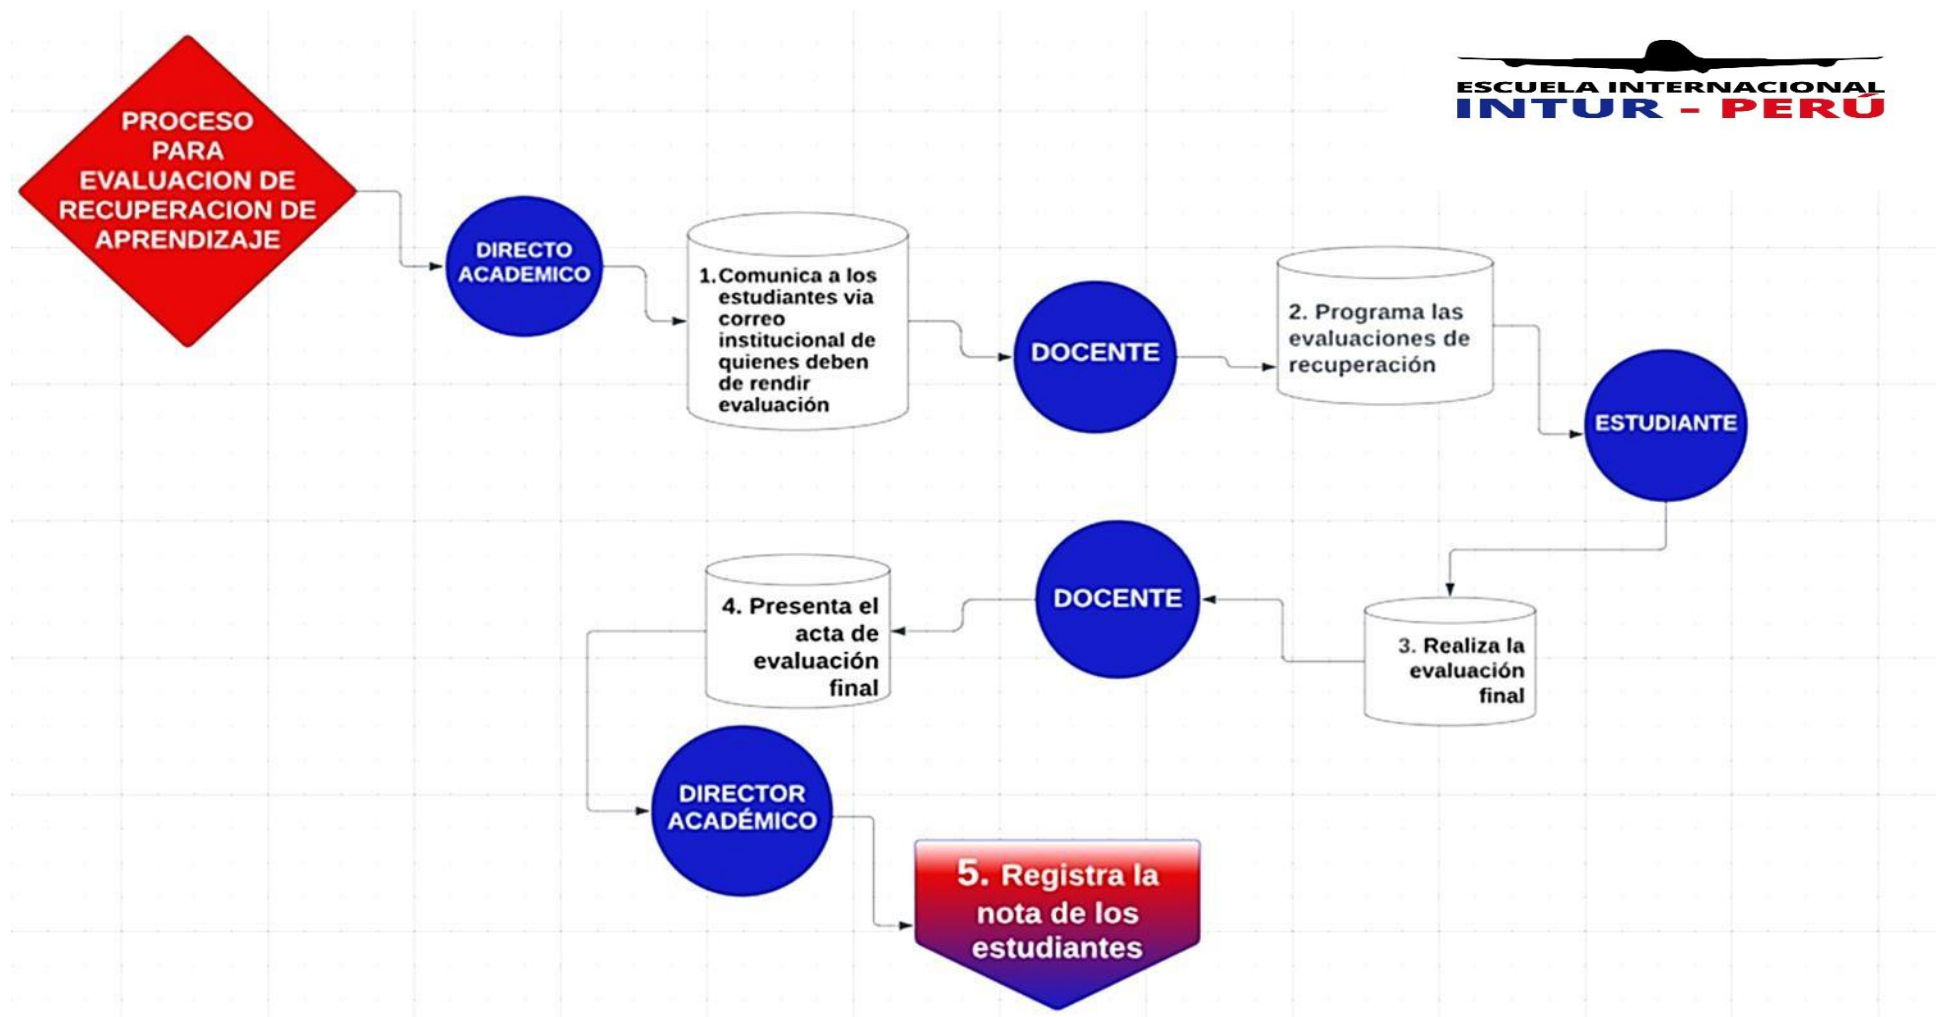 ESCUELA INTERNACIONAL
INTUR - PERÚ
PROCESO
PARA
EVALUACION DE
RECUPERACION DE
APRENDIZAJE
DIRECTO
ACADEMICO
1. Comunica a los
estudiantes via
correo
institucional de
quienes deben
de rendir
evaluación
DOCENTE
2. Programa las
evaluaciones de
recuperación
ESTUDIANTE
3. Realiza la
evaluación
final
DOCENTE
4. Presenta el
acta de
evaluación
final
DIRECTOR
ACADÉMICO
5. Registra la
nota de los
estudiantes